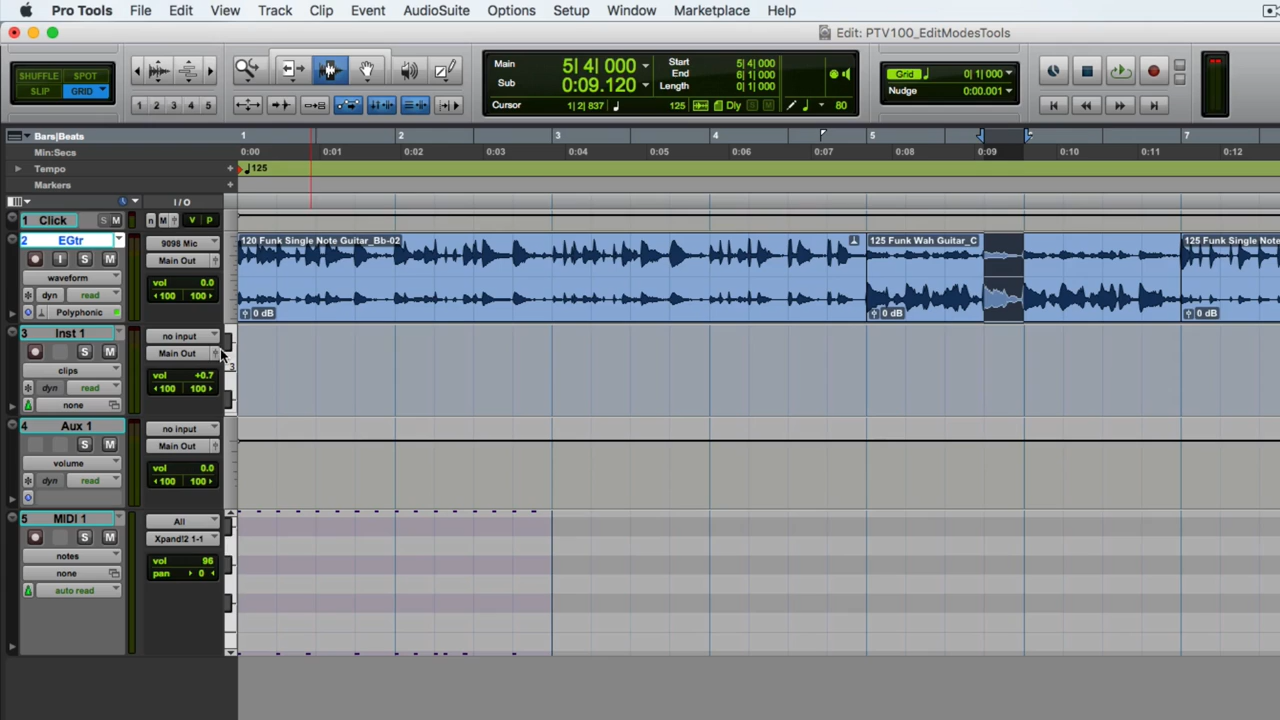 Pro Tools File Edit View Track Clip Event AudioSuite Options Setup Window Marketplace Help
Edit: PTV100_EditModesTools
SHUFFLE SPOT
SLIP GRID
1 2 3 4 5
Main 5| 4| 000
Sub 0:09.120
Start 5| 4| 000
End 6| 1| 000
Length 0| 1| 000
Cursor 1| 2| 837 125 Dly S M 80
Grid 0| 1| 000
Nudge 0:00.001
Bars|Beats 1 2 3 4 5 7
Min:Secs 0:00 0:01 0:02 0:03 0:04 0:05 0:06 0:07 0:08 0:09 0:10 0:11 0:12
Tempo + 125
Markers +
I / O
1 Click S M n M V P
2 EGtr
9098 Mic
I S M
Main Out
waveform
vol 0.0
100 100
dyn read
Polyphonic
120 Funk Single Note Guitar_Bb-02
0 dB
125 Funk Wah Guitar_C
0 dB
125 Funk Single Note
0 dB
3 Inst 1
no input
S M
Main Out
clips
vol +0.7
100 100
dyn read
none
3
4 Aux 1
no input
S M
Main Out
volume
vol 0.0
100 100
dyn read
5 MIDI 1
All
S M
Xpand!2 1-1
notes
vol 96
pan 0
none
auto read